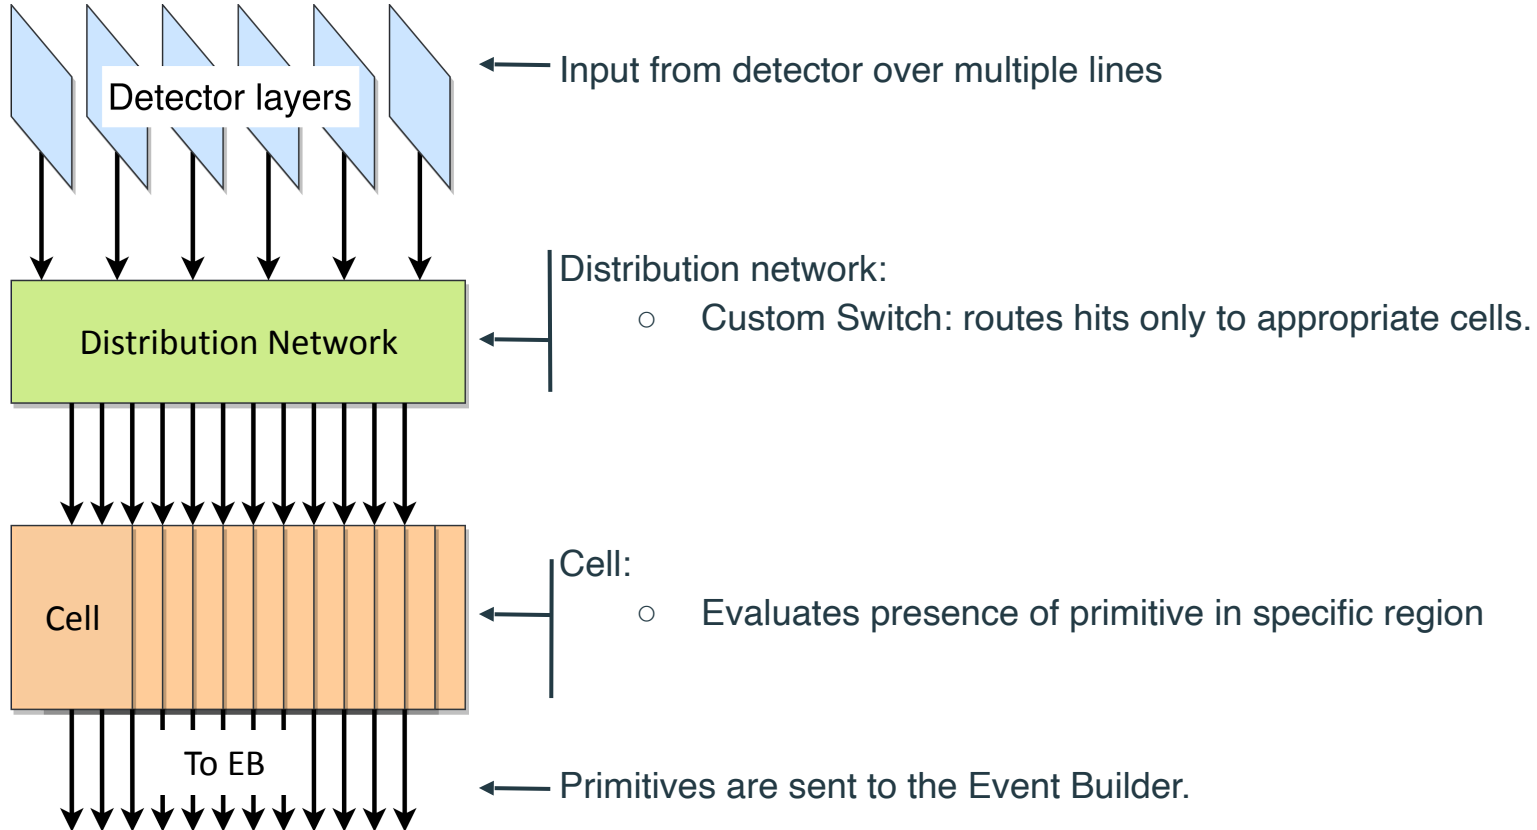 Detector layers
Input from detector over multiple lines
Distribution Network
Distribution network:
○ Custom Switch: routes hits only to appropriate cells.
Cell
Cell:
○ Evaluates presence of primitive in specific region
To EB
Primitives are sent to the Event Builder.